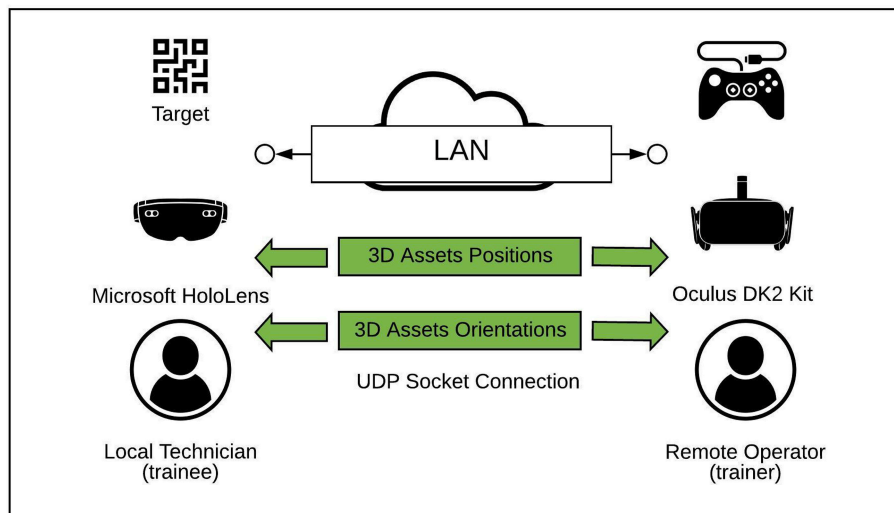 Target
LAN
3D Assets Positions
Microsoft HoloLens
Oculus DK2 Kit
3D Assets Orientations
UDP Socket Connection
Local Technician
(trainee)
Remote Operator
(trainer)